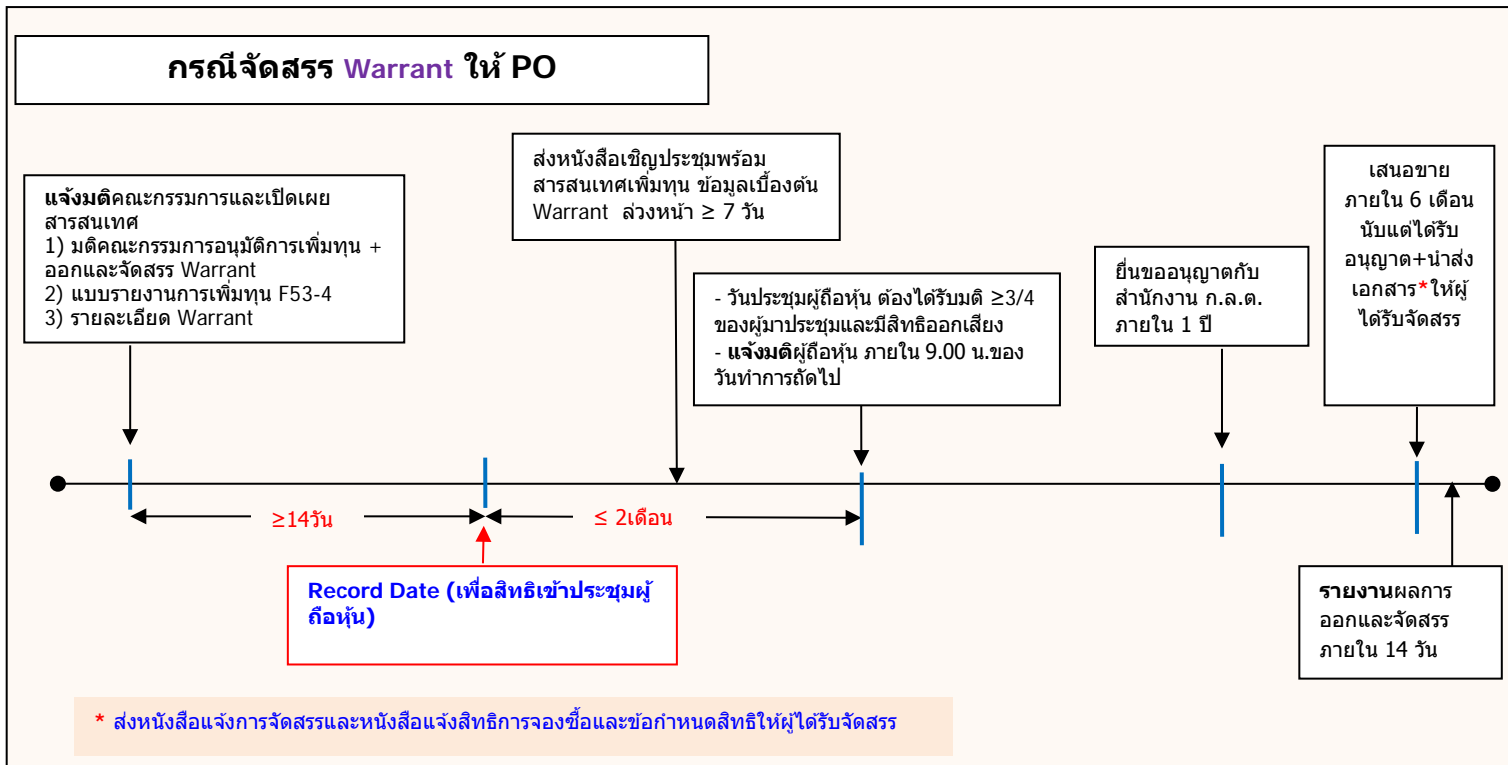 กรณีจัดสรร Warrant ให้ PO
แจ้งมติคณะกรรมการและเปิดเผย
สารสนเทศ
1) มติคณะกรรมการอนุมัติการเพิ่มทุน +
ออกและจัดสรร Warrant
2) แบบรายงานการเพิ่มทุน F53-4
3) รายละเอียด Warrant
ส่งหนังสือเชิญประชุมพร้อม
สารสนเทศเพิ่มทุน ข้อมูลเบื้องต้น
Warrant ล่วงหน้า ≥ 7 วัน
- วันประชุมผู้ถือหุ้น ต้องได้รับมติ ≥3/4
ของผู้มาประชุมและมีสิทธิออกเสียง
- แจ้งมติผู้ถือหุ้น ภายใน 9.00 น.ของ
วันทำการถัดไป
ยื่นขออนุญาตกับ
สำนักงาน ก.ล.ต.
ภายใน 1 ปี
เสนอขาย
ภายใน 6 เดือน
นับแต่ได้รับ
อนุญาต+นำส่ง
เอกสาร*ให้ผู้
ได้รับจัดสรร
≥14วัน
≤ 2เดือน
Record Date (เพื่อสิทธิเข้าประชุมผู้
ถือหุ้น)
รายงานผลการ
ออกและจัดสรร
ภายใน 14 วัน
* ส่งหนังสือแจ้งการจัดสรรและหนังสือแจ้งสิทธิการจองซื้อและข้อกำหนดสิทธิให้ผู้ได้รับจัดสรร